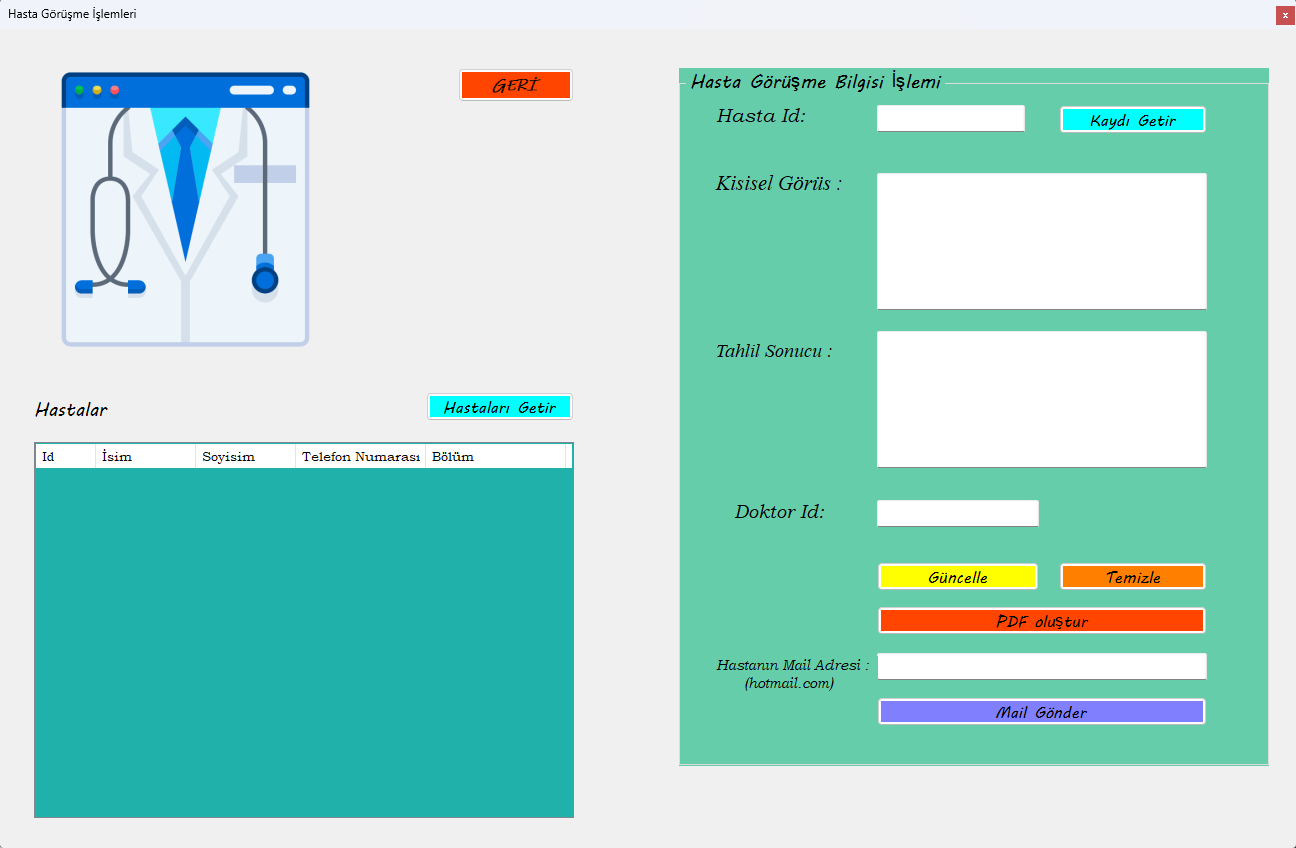 Hasta Görüşme İşlemleri
x
GERİ
Hastalar
Hastaları Getir
Id İsim Soyisim Telefon Numarası Bölüm
Hasta Görüşme Bilgisi İşlemi
Hasta Id:
Kaydı Getir
Kisisel Görüs :
Tahlil Sonucu :
Doktor Id:
Güncelle
Temizle
PDF oluştur
Hastanın Mail Adresi :
(hotmail.com)
Mail Gönder